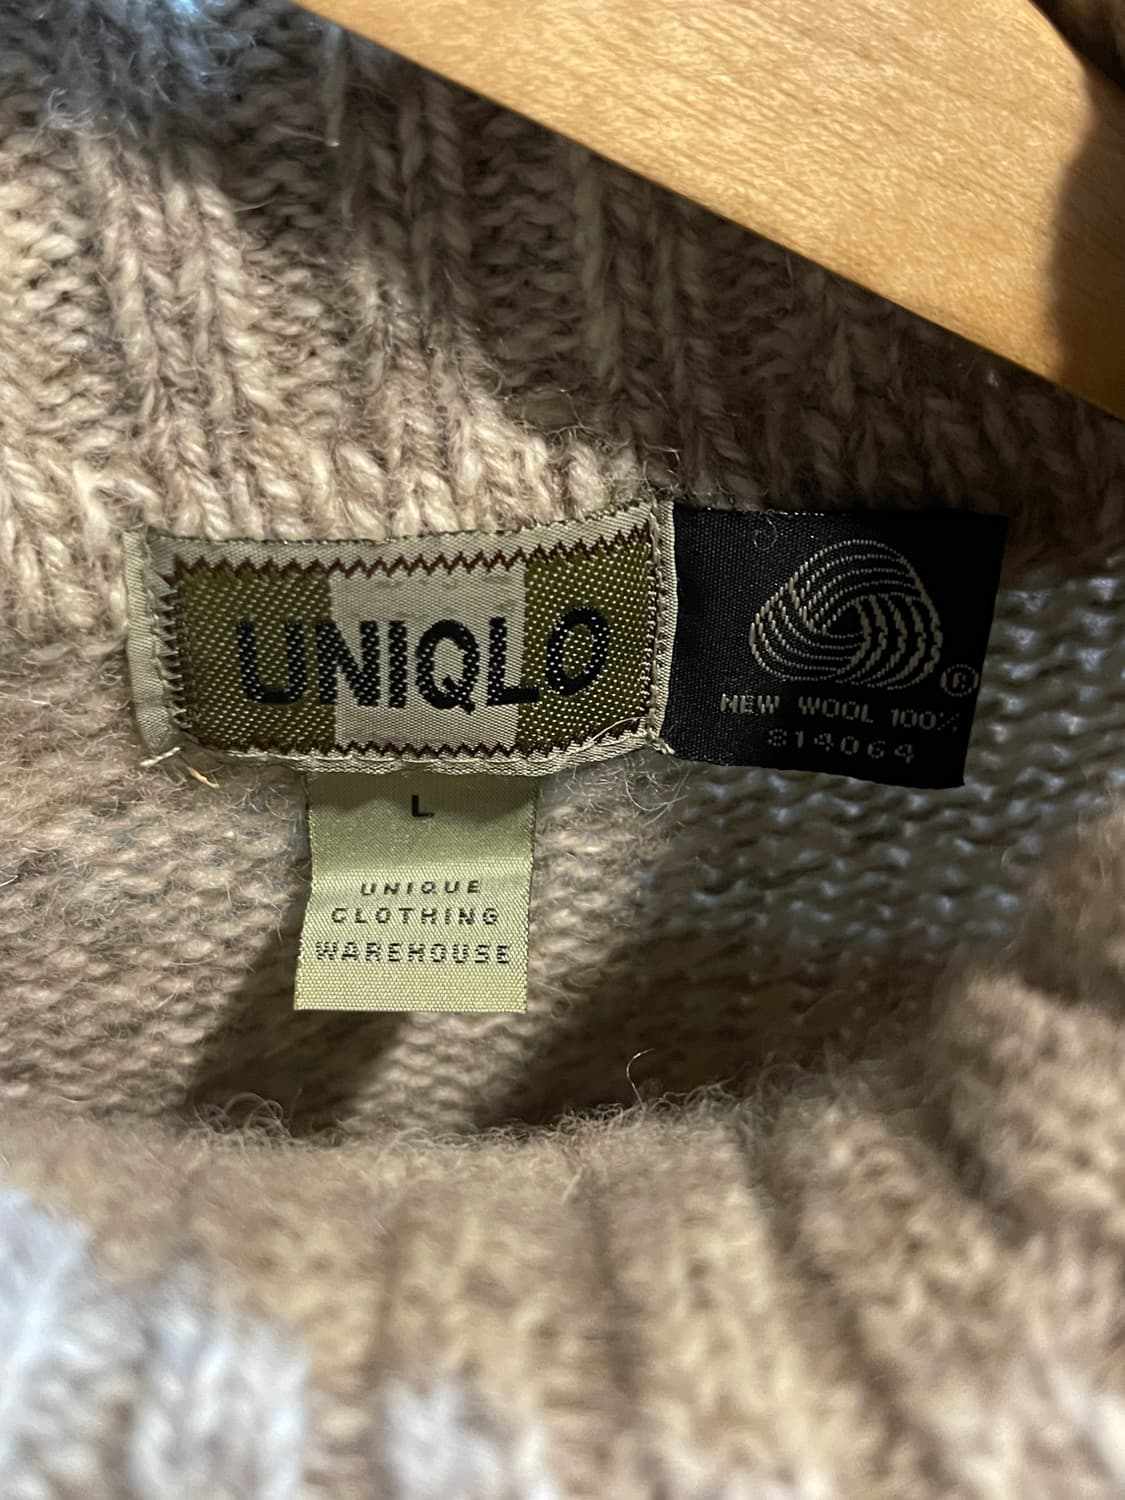 UNIQLO
L
UNIQUE
CLOTHING
WAREHOUSE
®
NEW WOOL 100%
814064